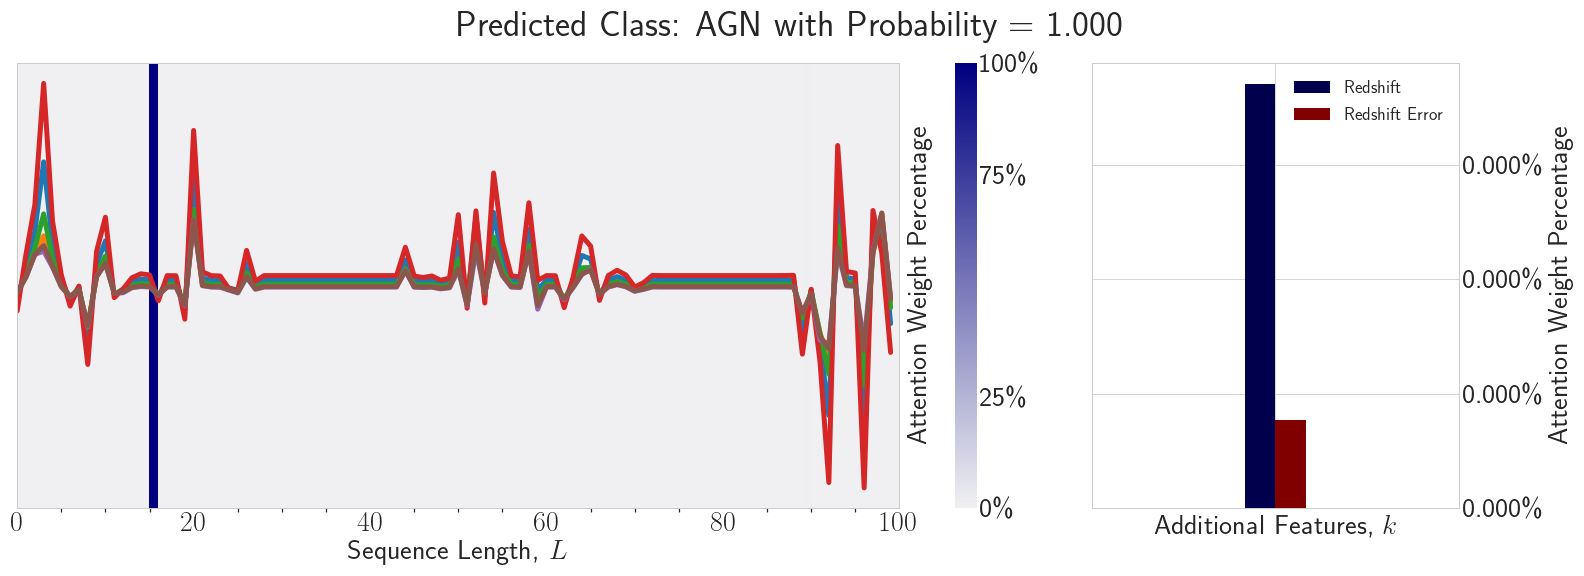 Predicted Class: AGN with Probability = 1.000
0
20
40
60
80
100
Sequence Length, L
100%
75%
25%
0%
Attention Weight Percentage
Redshift
Redshift Error
0.000%
0.000%
0.000%
0.000%
Attention Weight Percentage
Additional Features, k